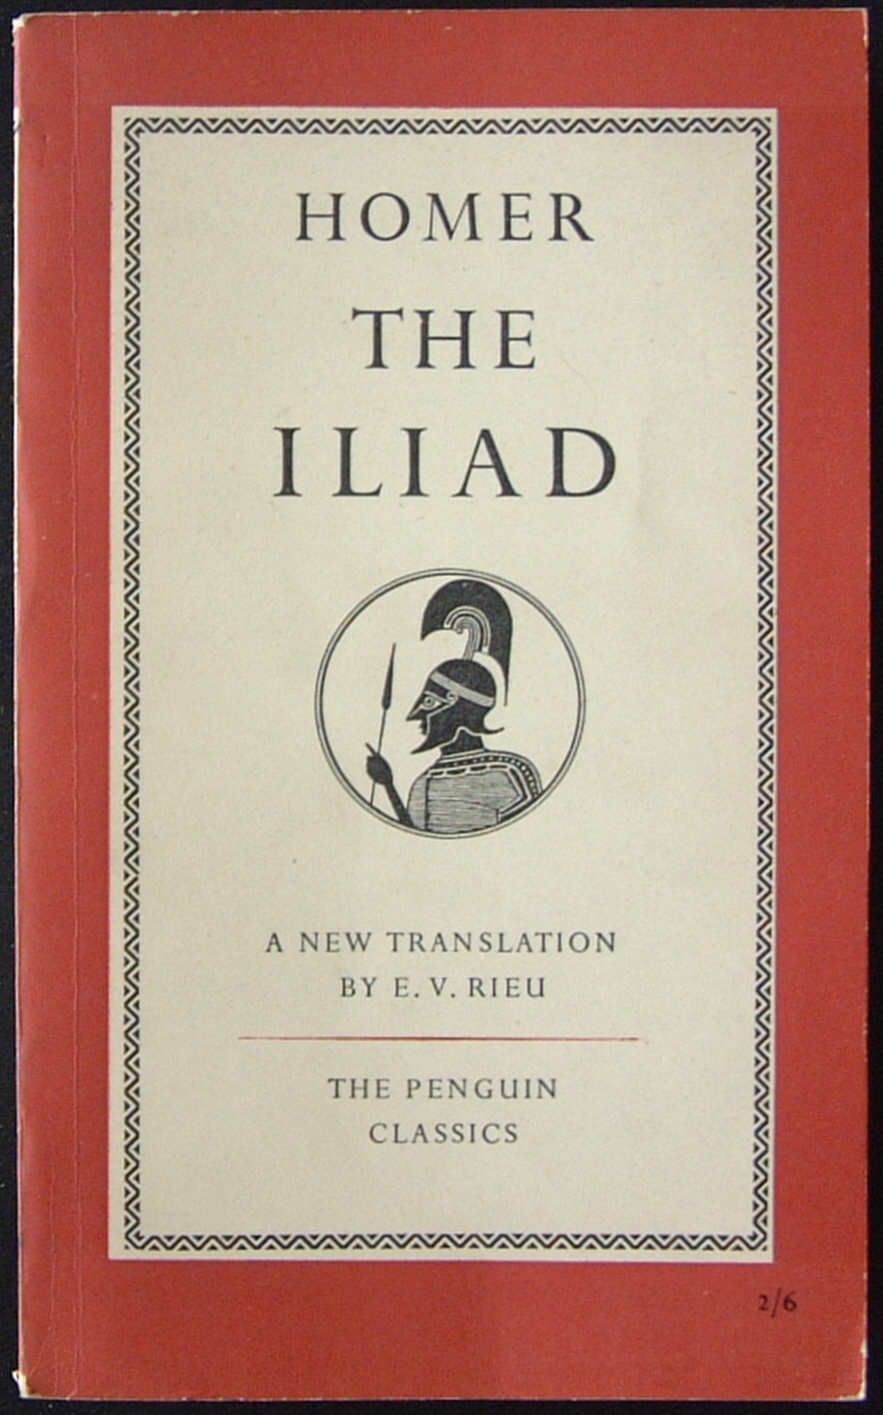 HOMER
THE
ILIAD
A NEW TRANSLATION
BY E. V. RIEU
THE PENGUIN
CLASSICS
2/6